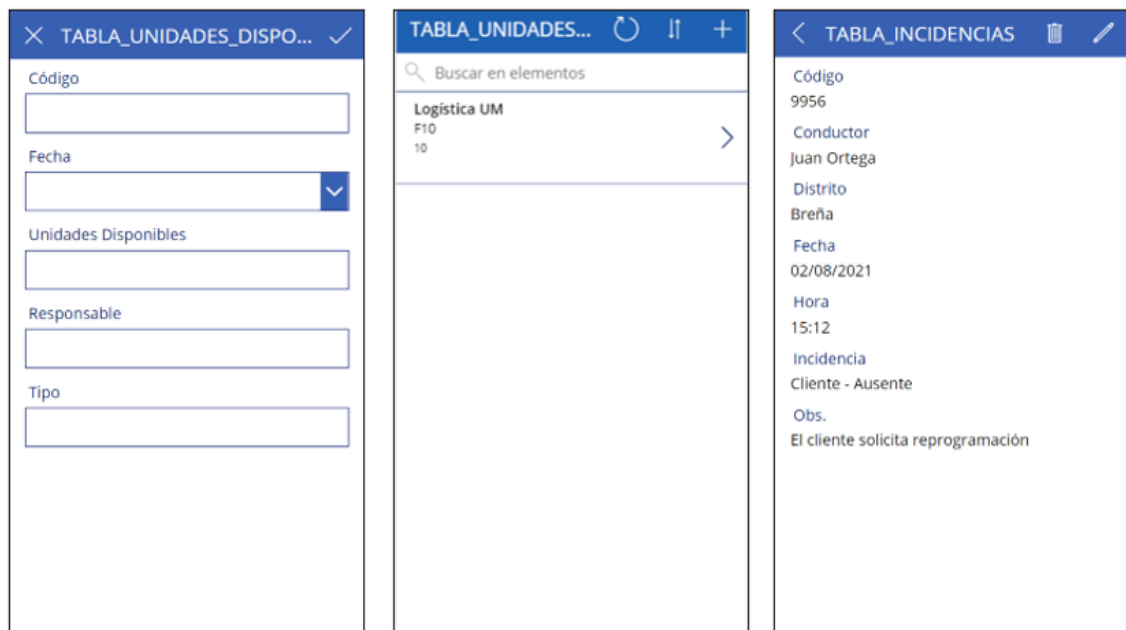 TABLA_UNIDADES_DISPO...
Código
Fecha
Unidades Disponibles
Responsable
Tipo
TABLA_UNIDADES...
Buscar en elementos
Logística UM
F10
10
TABLA_INCIDENCIAS
Código
9956
Conductor
Juan Ortega
Distrito
Breña
Fecha
02/08/2021
Hora
15:12
Incidencia
Cliente - Ausente
Obs.
El cliente solicita reprogramación